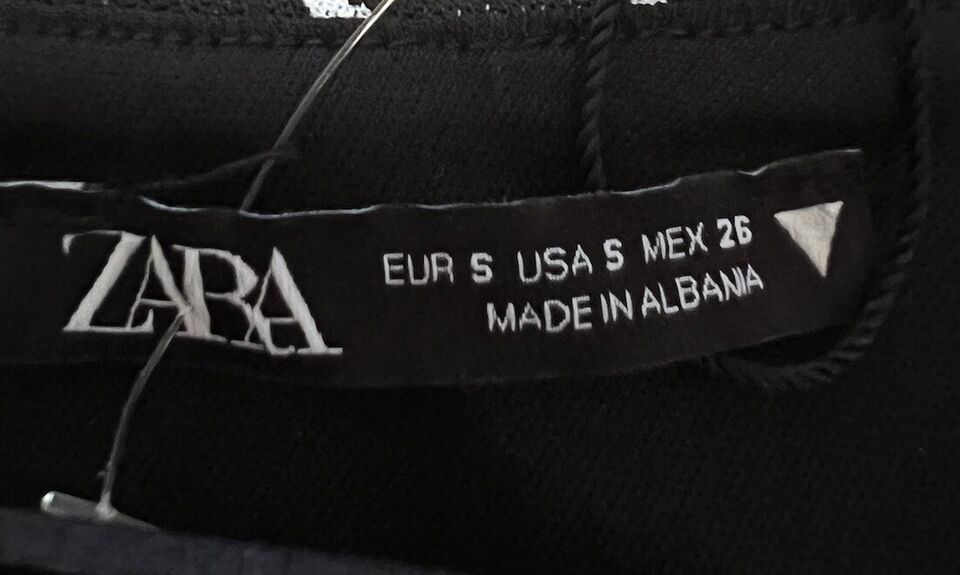 ZARA
EUR S USA S MEX 26
MADE IN ALBANIA